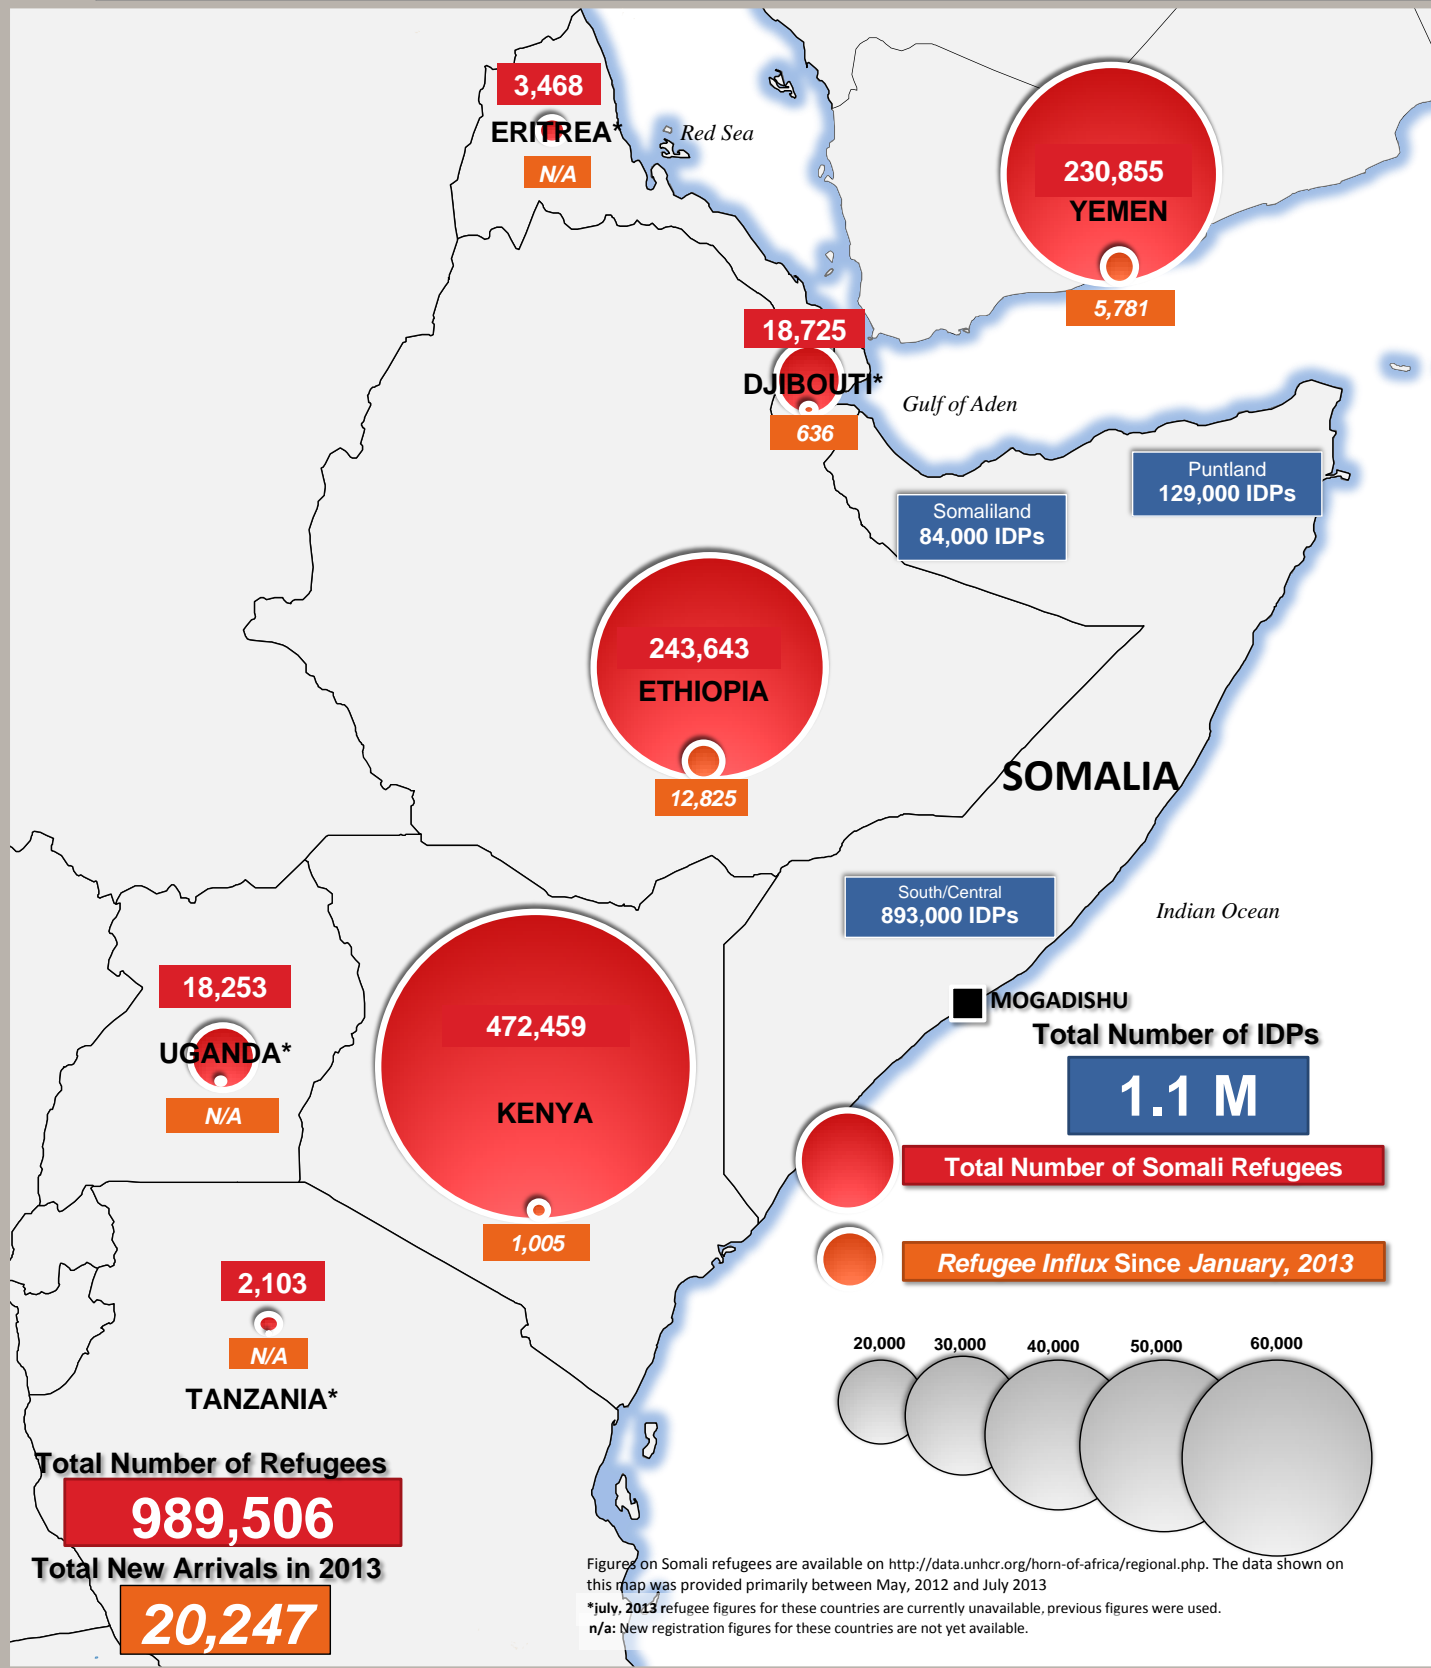 3,468
ERITREA*
N/A
Red Sea
230,855
YEMEN
5,781
18,725
DJIBOUTI*
636
Gulf of Aden
Puntland
129,000 IDPs
Somaliland
84,000 IDPs
243,643
ETHIOPIA
12,825
SOMALIA
South/Central
893,000 IDPs
Indian Ocean
18,253
UGANDA*
N/A
472,459
KENYA
1,005
MOGADISHU
Total Number of IDPs
1.1 M
Total Number of Somali Refugees
Refugee Influx Since January, 2013
2,103
N/A
TANZANIA*
20,000
30,000
40,000
50,000
60,000
Total Number of Refugees
989,506
Total New Arrivals in 2013
20,247
Figures on Somali refugees are available on http://data.unhcr.org/horn-of-africa/regional.php. The data shown on
this map was provided primarily between May, 2012 and July 2013
*july, 2013 refugee figures for these countries are currently unavailable, previous figures were used.
n/a: New registration figures for these countries are not yet available.